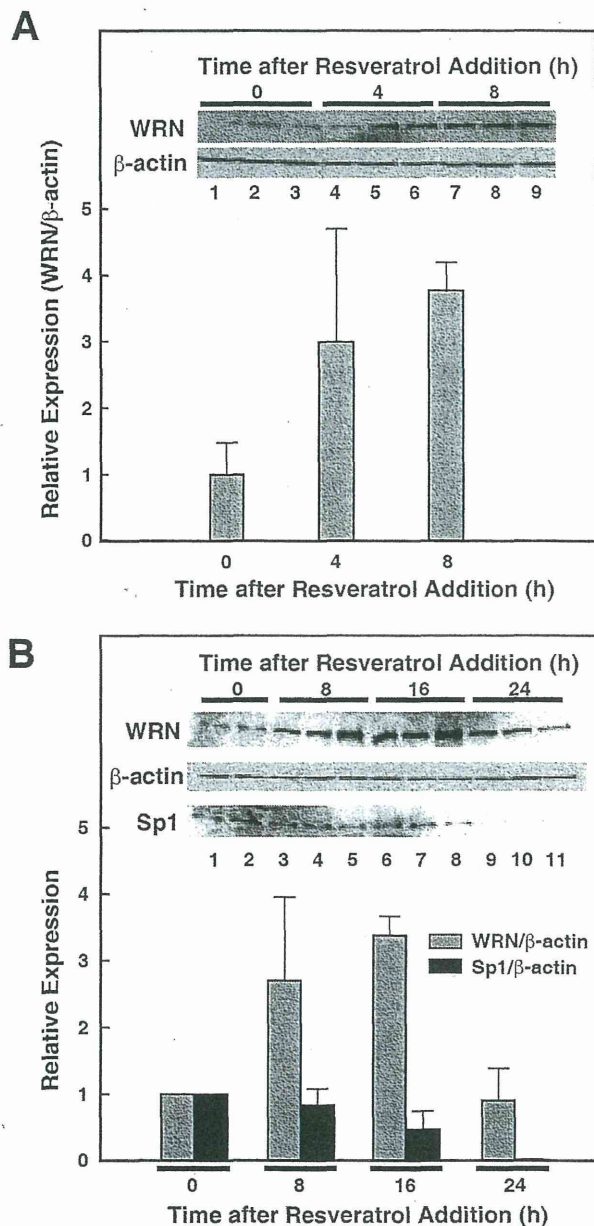 A
Time after Resveratrol Addition (h)
0 4 8
WRN
β-actin
1 2 3 4 5 6 7 8 9
Relative Expression (WRN/β-actin)
5
4
3
2
1
0
0 4 8
Time after Resveratrol Addition (h)
B
Time after Resveratrol Addition (h)
0 8 16 24
WRN
β-actin
Sp1
1 2 3 4 5 6 7 8 9 10 11
Relative Expression
5
4
3
2
1
0
WRN/β-actin
Sp1/β-actin
0 8 16 24
Time after Resveratrol Addition (h)